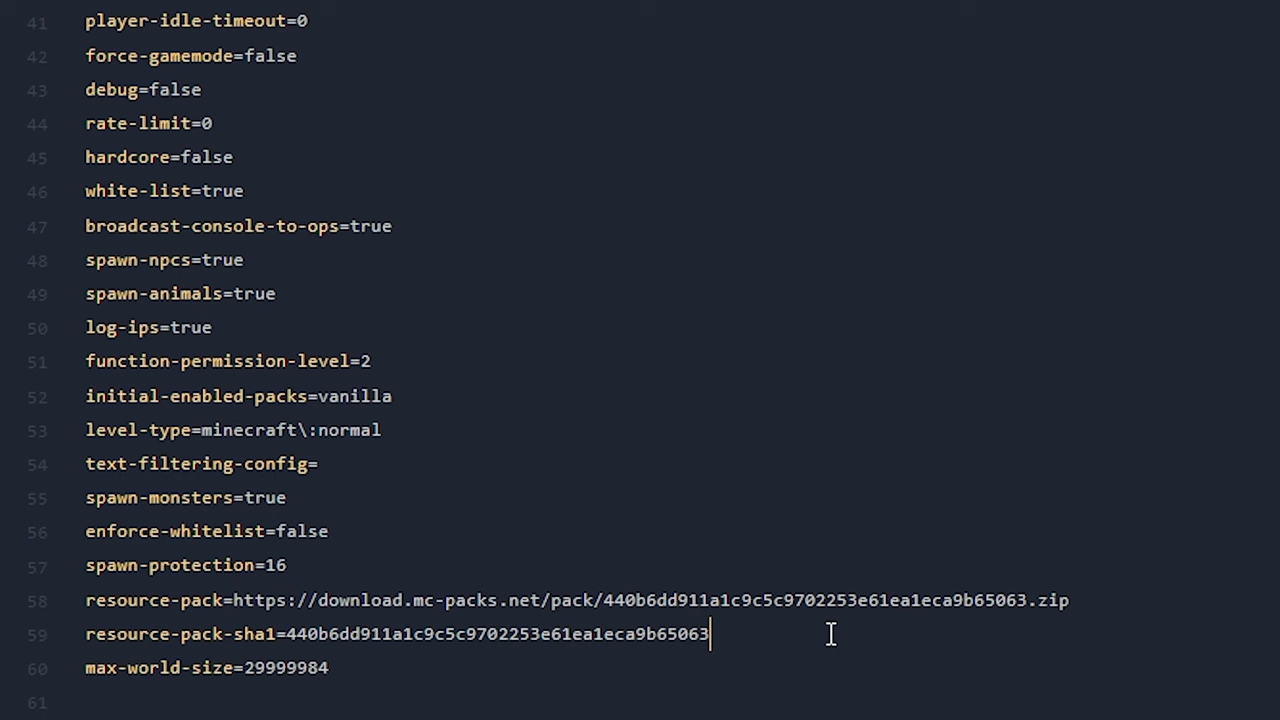 41 player-idle-timeout=0
42 force-gamemode=false
43 debug=false
44 rate-limit=0
45 hardcore=false
46 white-list=true
47 broadcast-console-to-ops=true
48 spawn-npcs=true
49 spawn-animals=true
50 log-ips=true
51 function-permission-level=2
52 initial-enabled-packs=vanilla
53 level-type=minecraft\:normal
54 text-filtering-config=
55 spawn-monsters=true
56 enforce-whitelist=false
57 spawn-protection=16
58 resource-pack=https://download.mc-packs.net/pack/440b6dd911a1c9c5c9702253e61ea1eca9b65063.zip
59 resource-pack-sha1=440b6dd911a1c9c5c9702253e61ea1eca9b65063
60 max-world-size=29999984
61